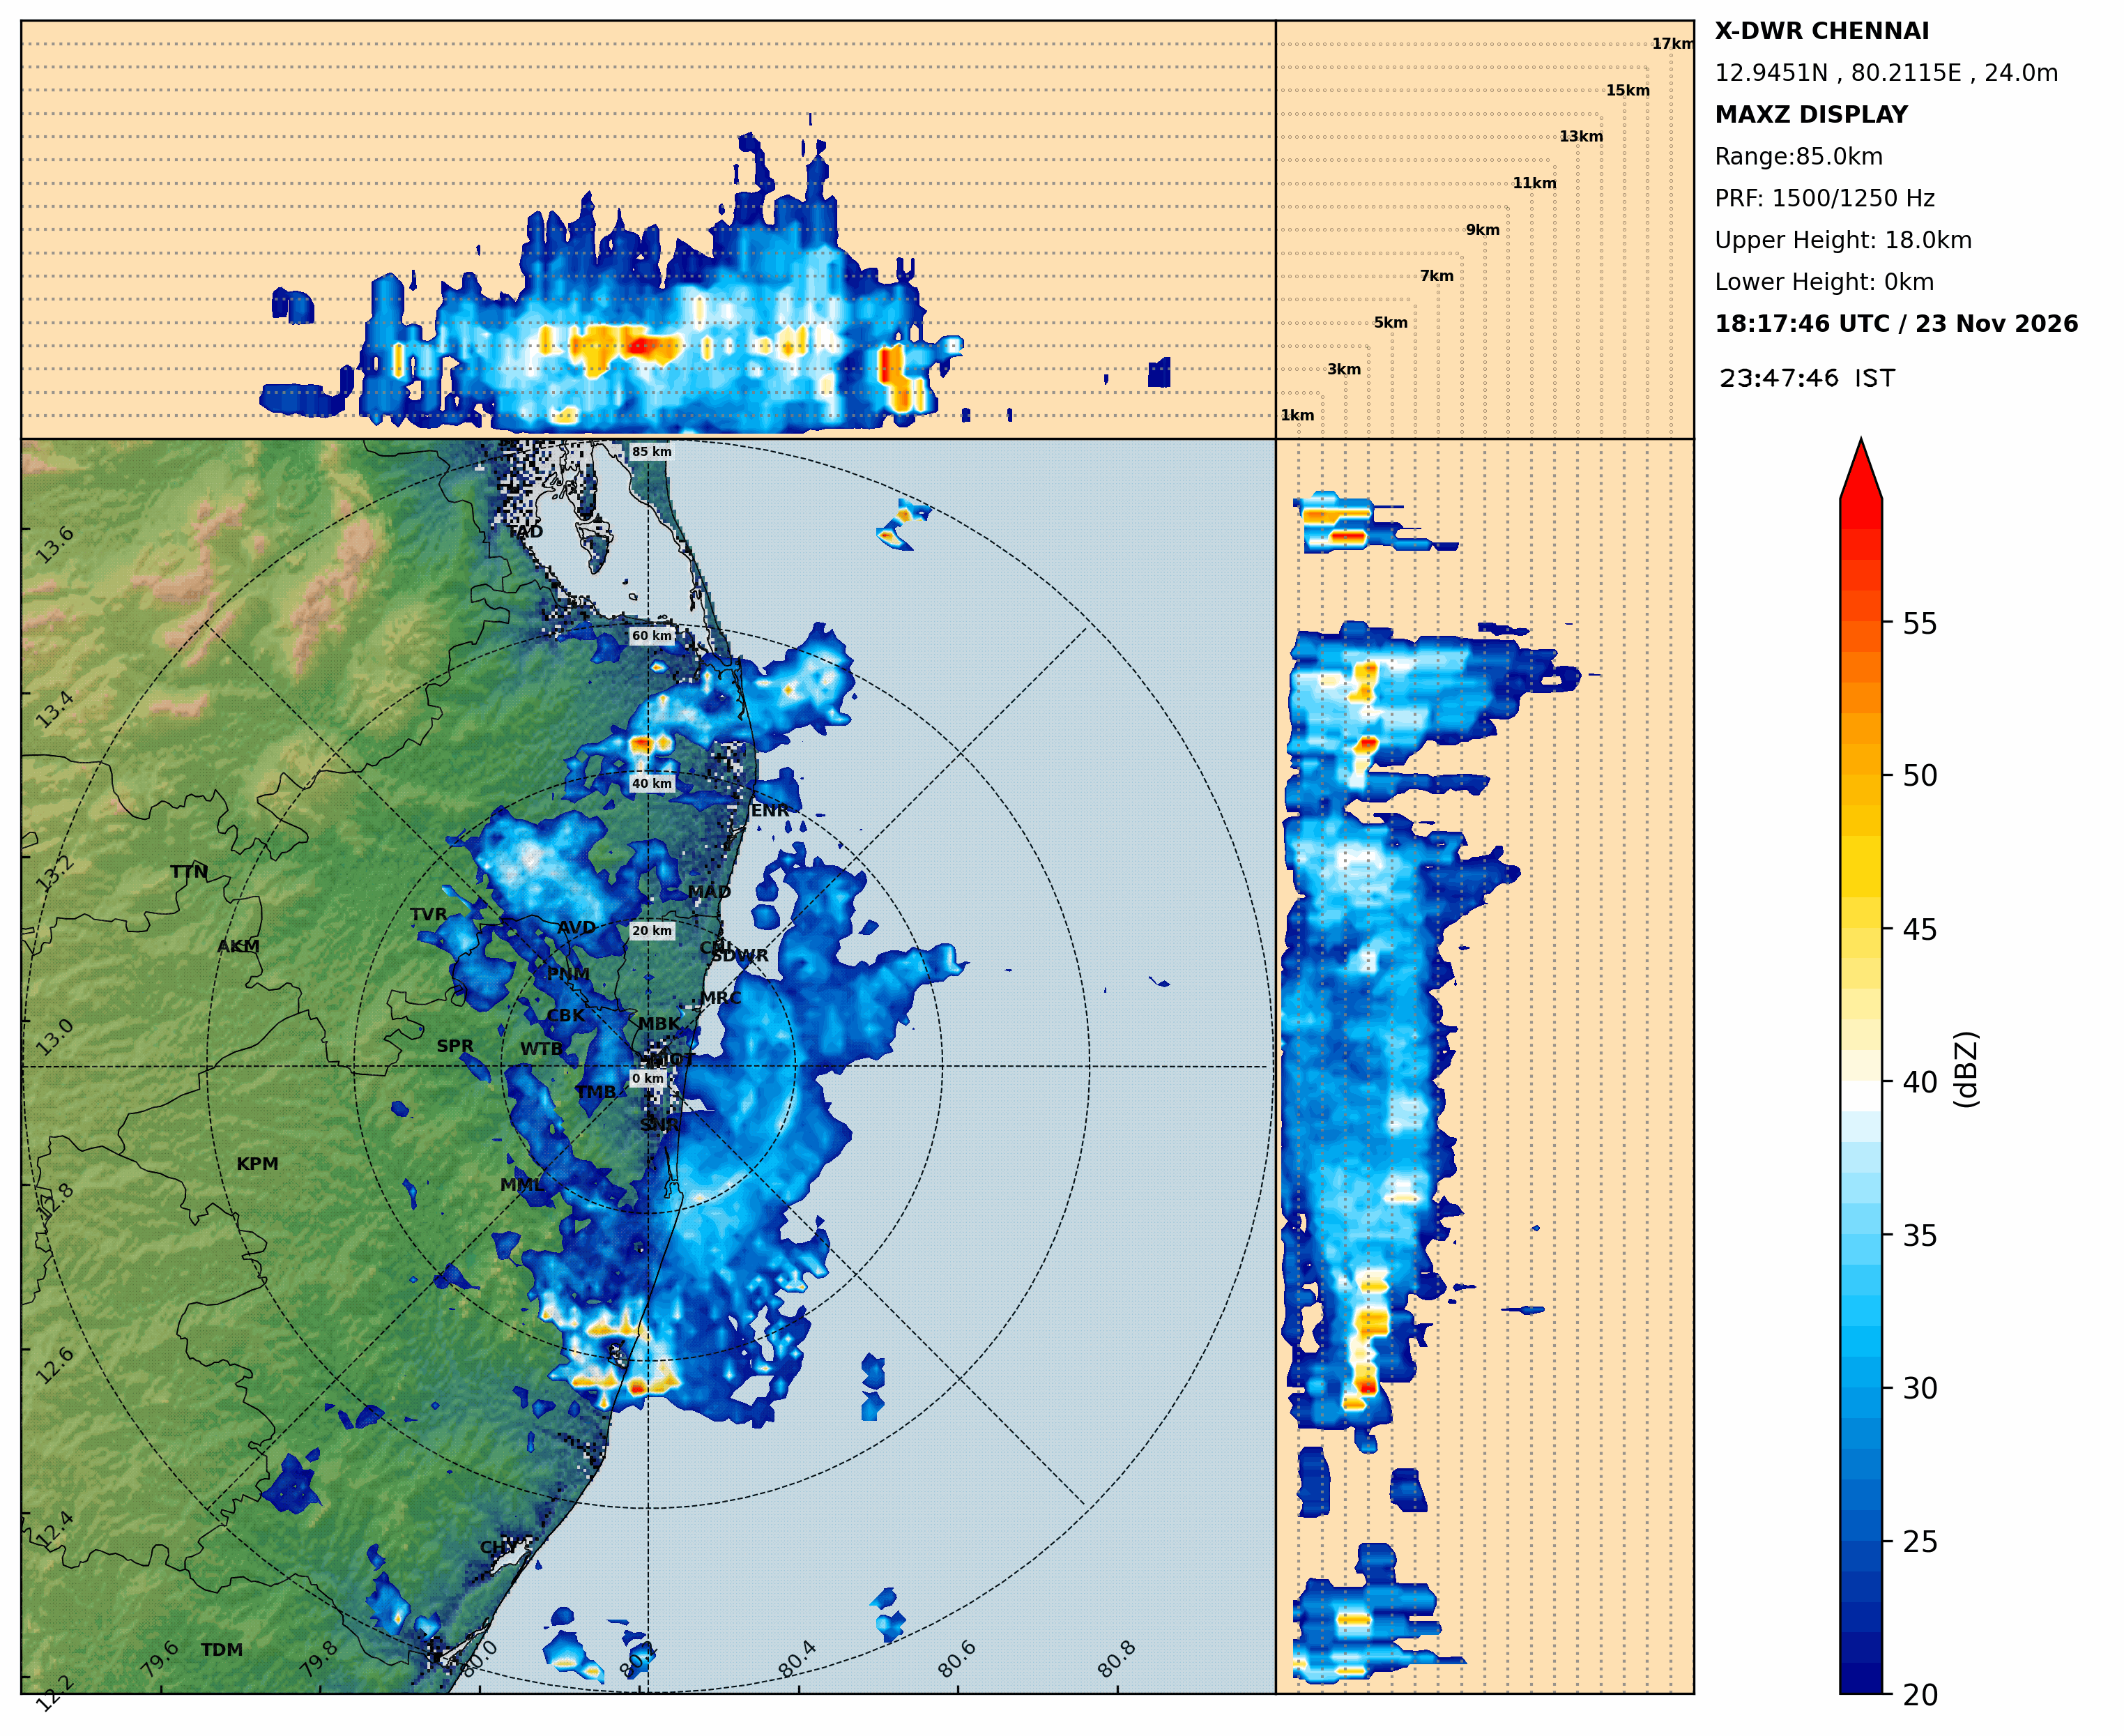 X-DWR CHENNAI
12.9451N , 80.2115E , 24.0m
MAXZ DISPLAY
Range:85.0km
PRF: 1500/1250 Hz
Upper Height: 18.0km
Lower Height: 0km
18:17:46 UTC / 23 Nov 2026
23:47:46 IST
17km
15km
13km
11km
9km
7km
5km
3km
1km
85 km
60 km
40 km
20 km
0 km
TAD
ENR
TTN
MAD
TVR
AVD
AKM
SDWR
PNM
MRC
CBK
MBK
SPR
WTB
TMB
SNR
KPM
MML
CHY
TDM
13.6
13.4
13.2
13.0
12.8
12.6
12.4
12.2
79.6
79.8
80.0
80.2
80.4
80.6
80.8
55
50
45
40
35
30
25
20
(dBZ)